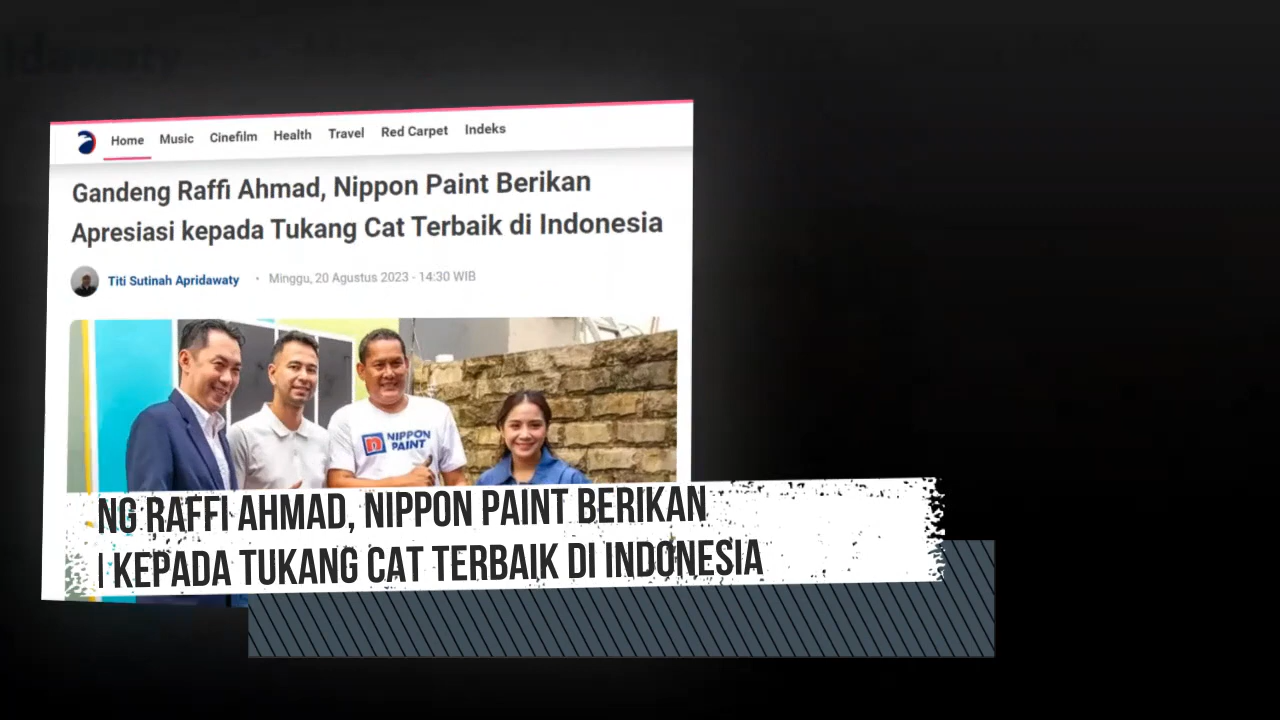 Home Music Cinefilm Health Travel Red Carpet Indeks
Gandeng Raffi Ahmad, Nippon Paint Berikan
Apresiasi kepada Tukang Cat Terbaik di Indonesia
Titi Sutinah Apridawaty • Minggu, 20 Agustus 2023 - 14:30 WIB
n NIPPON
PAINT
NG RAFFI AHMAD, NIPPON PAINT BERIKAN
I KEPADA TUKANG CAT TERBAIK DI INDONESIA